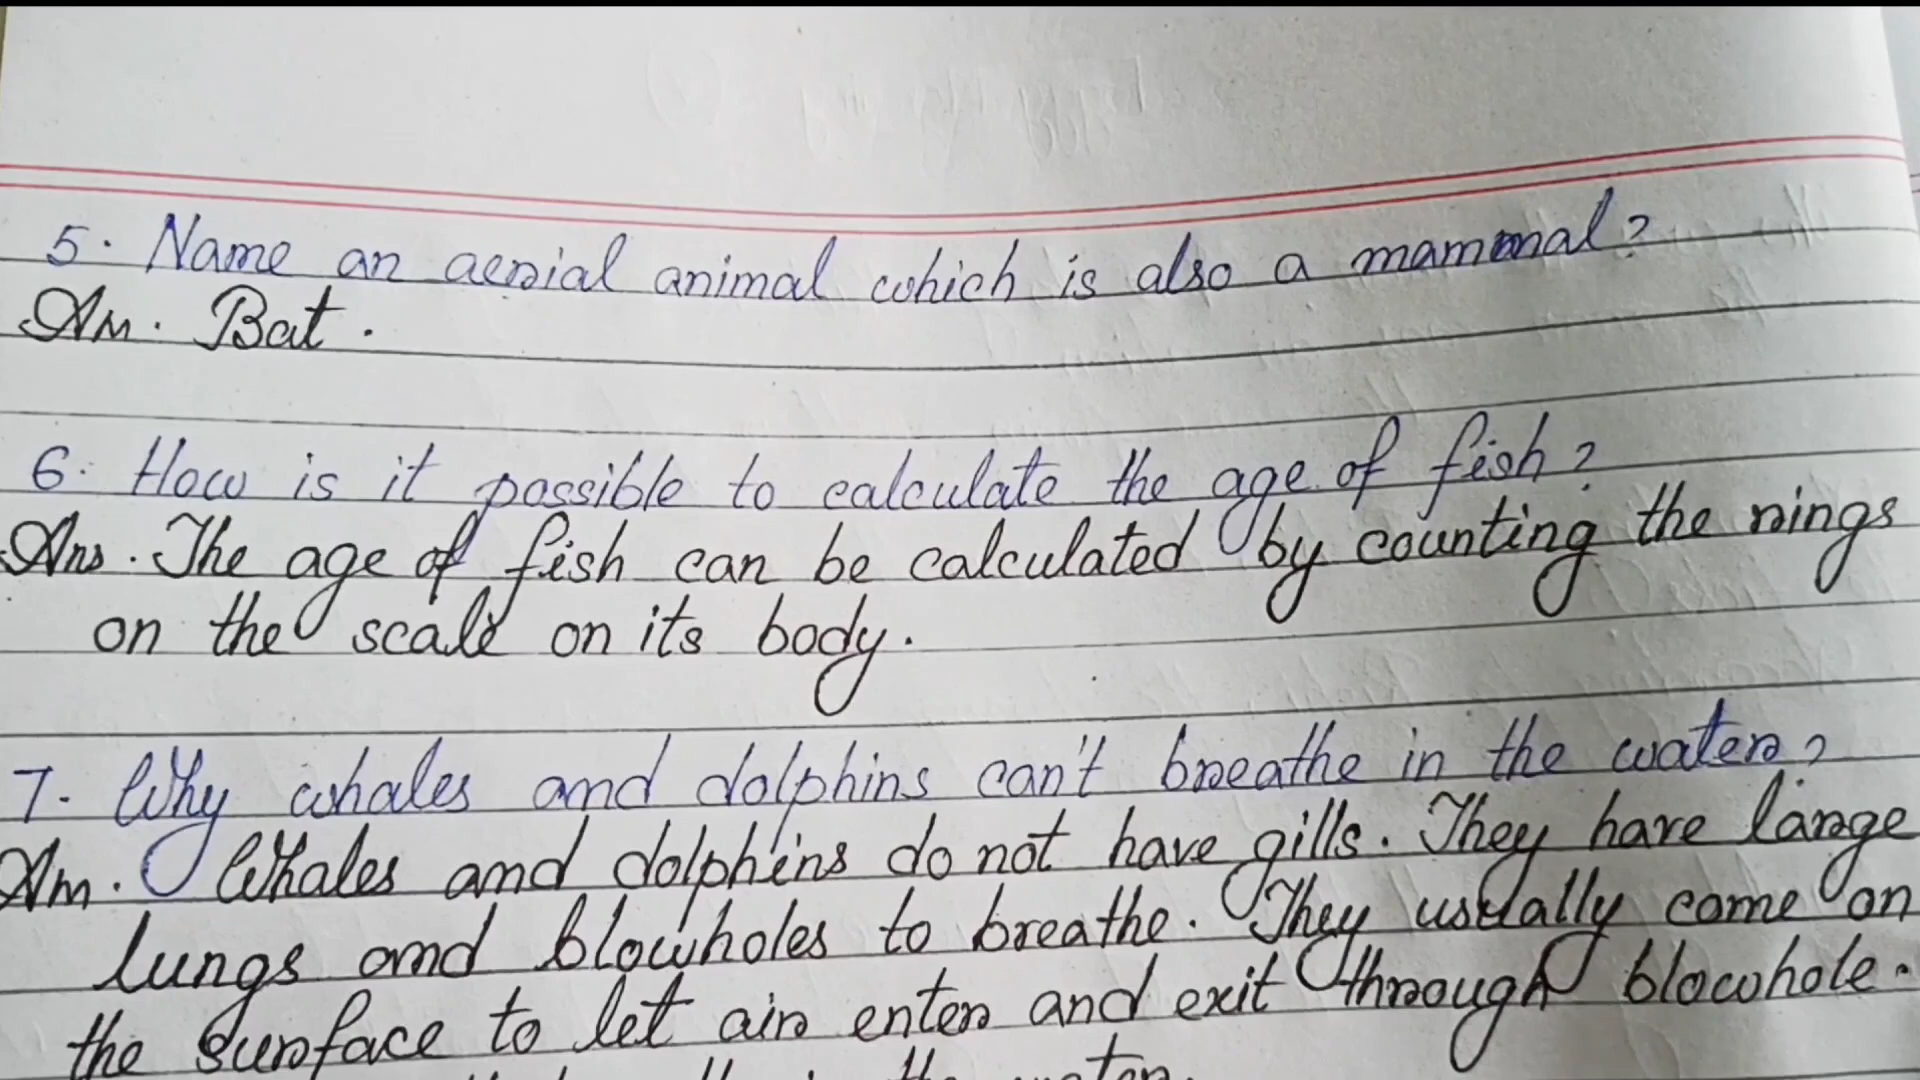 5. Name an aerial animal which is also a mammal?
Ans. Bat.
6. How is it possible to calculate the age of fish?
Ans. The age of fish can be calculated by counting the rings
on the scale on its body.
7. Why whales and dolphins can't breathe in the water?
Ans. Whales and dolphins do not have gills. They have large
lungs and blowholes to breathe. They usually come on
the surface to let air enter and exit through blowhole.